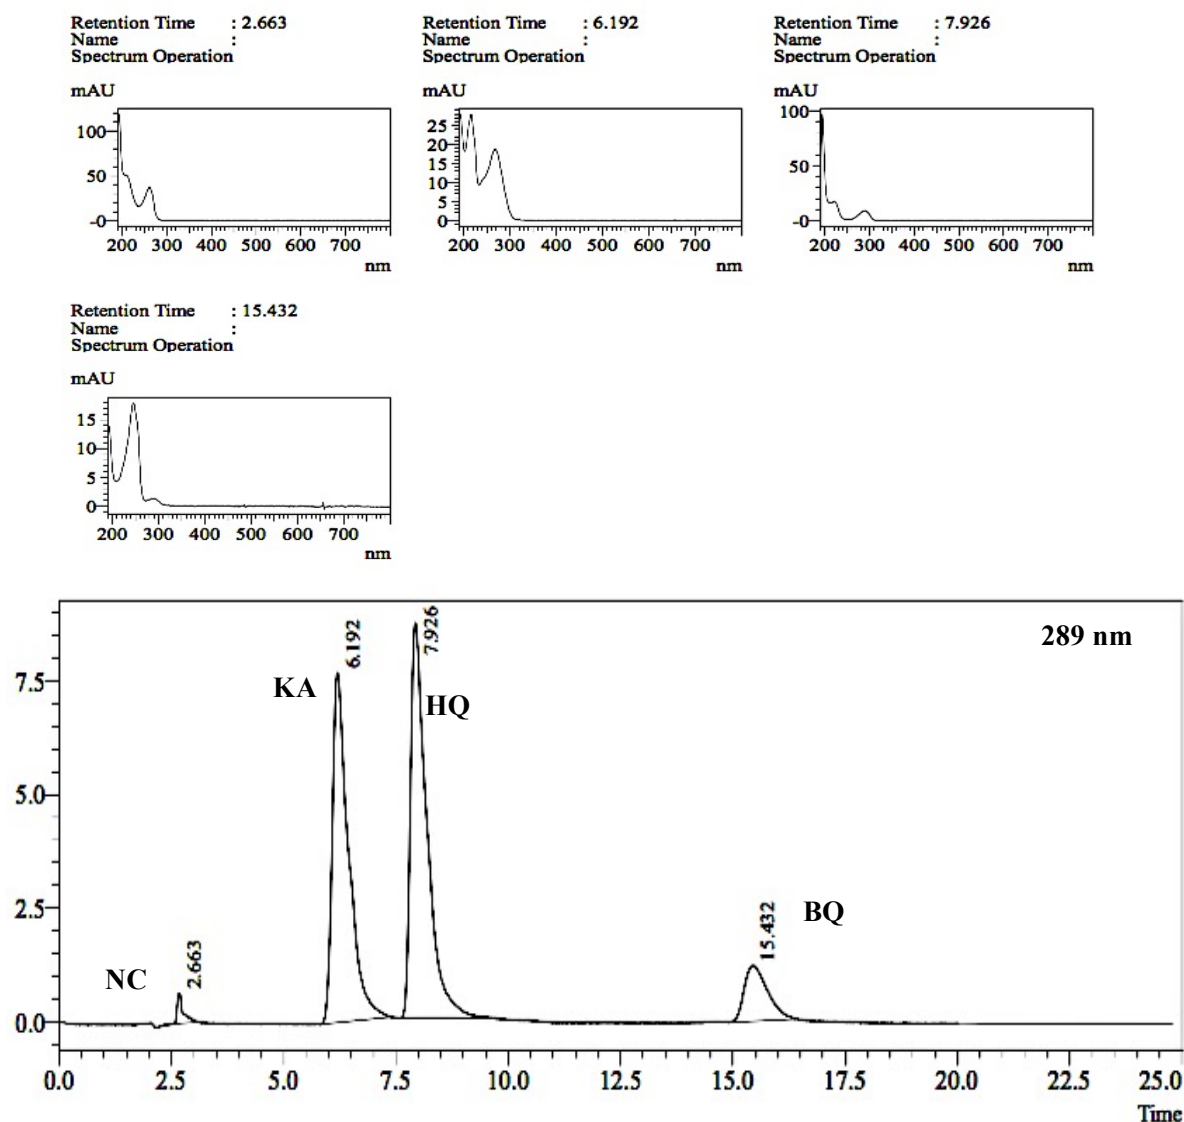 Retention Time : 2.663
Name :
Spectrum Operation
mAU
100
50
-0
200 300 400 500 600 700
nm
Retention Time : 6.192
Name :
Spectrum Operation
mAU
25
20
15
10
5
0
200 300 400 500 600 700
nm
Retention Time : 7.926
Name :
Spectrum Operation
mAU
100
50
-0
200 300 400 500 600 700
nm
Retention Time : 15.432
Name :
Spectrum Operation
mAU
15
10
5
0
200 300 400 500 600 700
nm
289 nm
7.5
5.0
2.5
0.0
NC
2.663
KA
6.192
HQ
7.926
BQ
15.432
0.0 2.5 5.0 7.5 10.0 12.5 15.0 17.5 20.0 22.5 25.0
Time